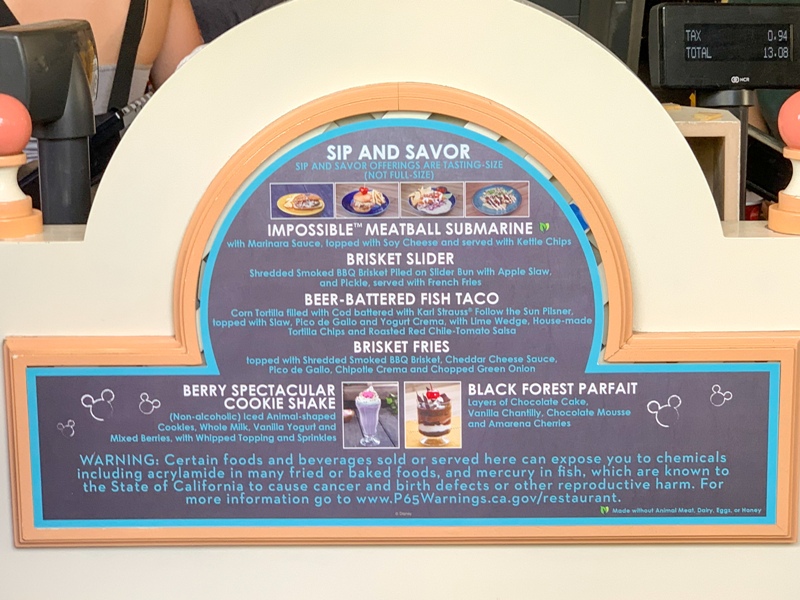 TAX 0.94
TOTAL 13.08
NCR
SIP AND SAVOR
SIP AND SAVOR OFFERINGS ARE TASTING-SIZE
(NOT FULL-SIZE)
IMPOSSIBLE™ MEATBALL SUBMARINE
with Marinara Sauce, topped with Soy Cheese and served with Kettle Chips
BRISKET SLIDER
Shredded Smoked BBQ Brisket Piled on Slider Bun with Apple Slaw,
and Pickle, served with French Fries
BEER-BATTERED FISH TACO
Corn Tortilla filled with Cod battered with Karl Strauss® Follow the Sun Pilsner,
topped with Slaw, Pico de Gallo and Yogurt Crema, with Lime Wedge, House-made
Tortilla Chips and Roasted Red Chile-Tomato Salsa
BRISKET FRIES
topped with Shredded Smoked BBQ Brisket, Cheddar Cheese Sauce,
Pico de Gallo, Chipotle Crema and Chopped Green Onion
BERRY SPECTACULAR
COOKIE SHAKE
(Non-alcoholic) Iced Animal-shaped
Cookies, Whole Milk, Vanilla Yogurt and
Mixed Berries, with Whipped Topping and Sprinkles
BLACK FOREST PARFAIT
Layers of Chocolate Cake,
Vanilla Chantilly, Chocolate Mousse
and Amarena Cherries
WARNING: Certain foods and beverages sold or served here can expose you to chemicals
including acrylamide in many fried or baked foods, and mercury in fish, which are known to
the State of California to cause cancer and birth defects or other reproductive harm. For
more information go to www.P65Warnings.ca.gov/restaurant.
Made without Animal Meat, Dairy, Eggs, or Honey
© Disney